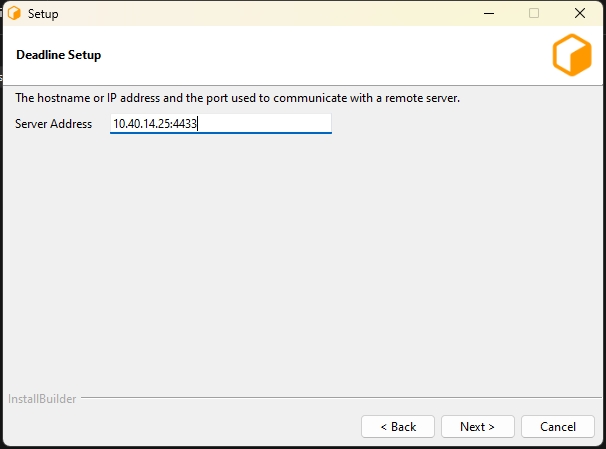 Setup
Deadline Setup
The hostname or IP address and the port used to communicate with a remote server.
Server Address 10.40.14.25:4433
InstallBuilder
< Back Next > Cancel